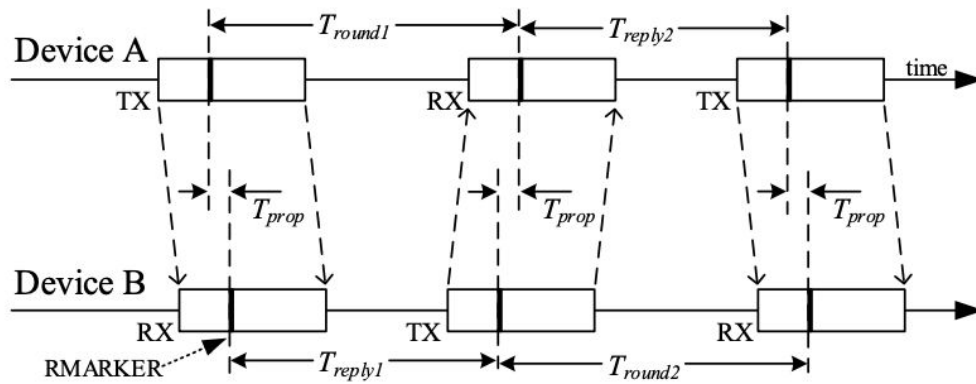 T_round1
T_reply2
Device A
time
TX
RX
TX
T_prop
T_prop
T_prop
Device B
RX
TX
RX
RMARKER
T_reply1
T_round2